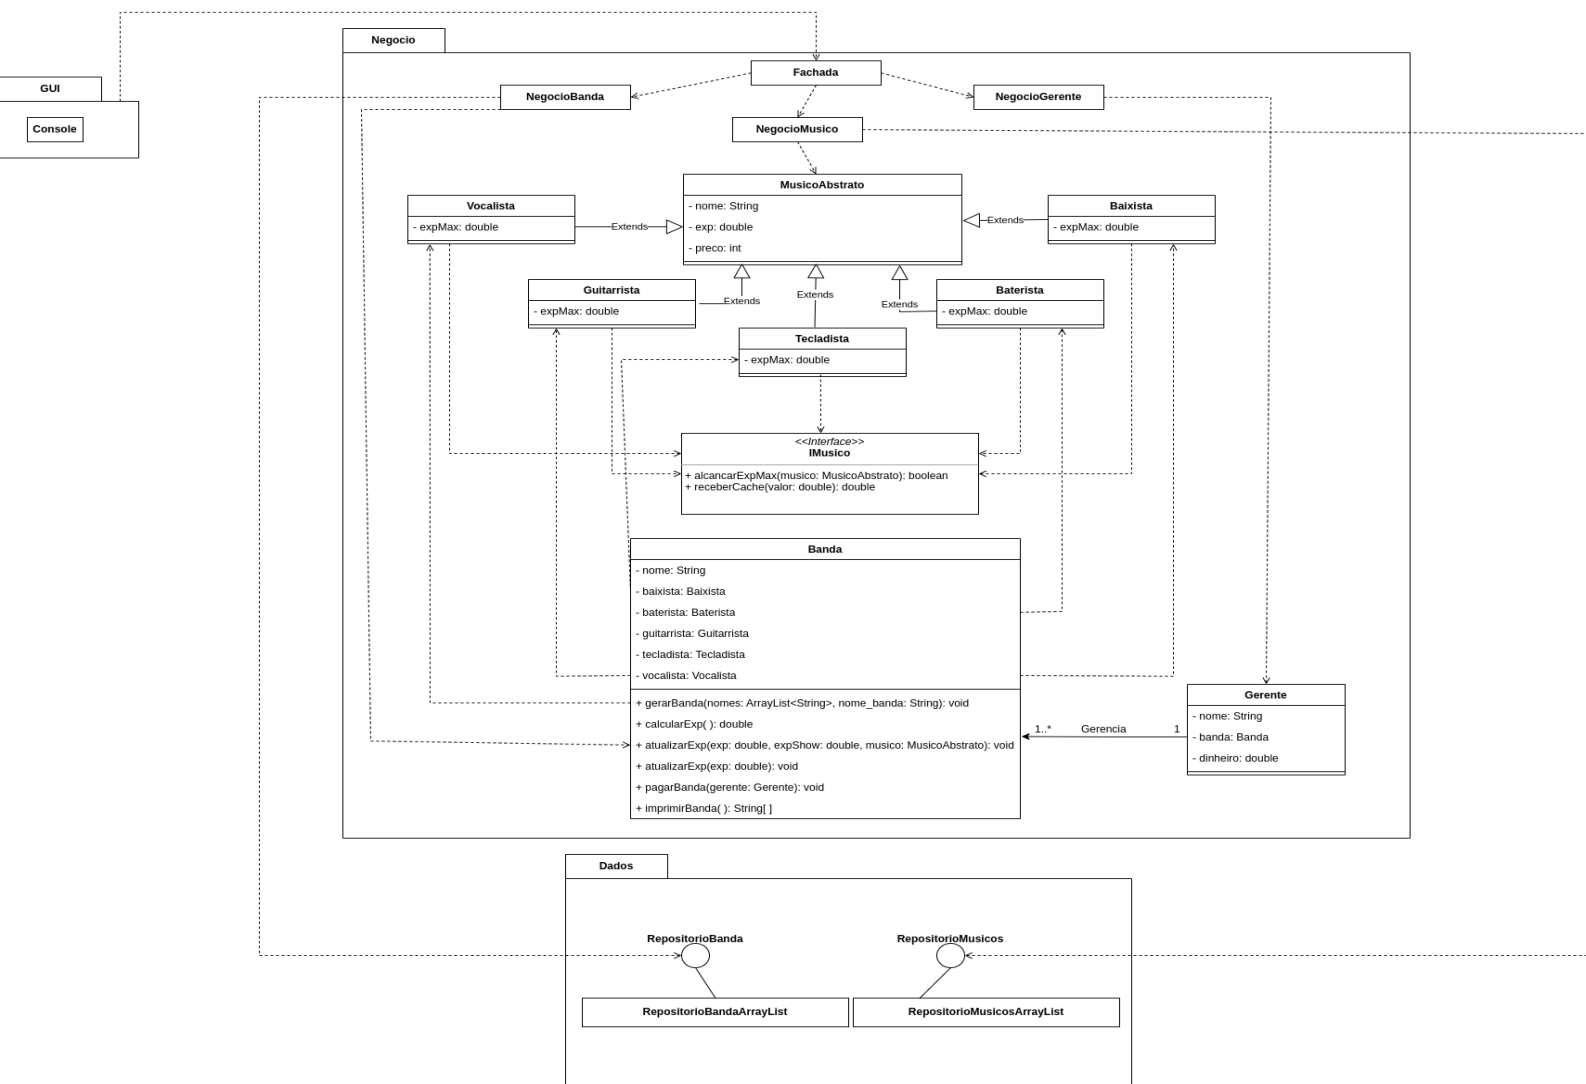 Negocio
Fachada
GUI
NegocioBanda
NegocioGerente
Console
NegocioMusico
MusicoAbstrato
- nome: String
- exp: double
- preco: int
Vocalista
- expMax: double
Extends
Baixista
- expMax: double
Extends
Guitarrista
- expMax: double
Extends
Extends
Extends
Baterista
- expMax: double
Tecladista
- expMax: double
<<Interface>>
IMusico
+ alcancarExpMax(musico: MusicoAbstrato): boolean
+ receberCache(valor: double): double
Banda
- nome: String
- baixista: Baixista
- baterista: Baterista
- guitarrista: Guitarrista
- tecladista: Tecladista
- vocalista: Vocalista
+ gerarBanda(nomes: ArrayList<String>, nome_banda: String): void
+ calcularExp( ): double
+ atualizarExp(exp: double, expShow: double, musico: MusicoAbstrato): void
+ atualizarExp(exp: double): void
+ pagarBanda(gerente: Gerente): void
+ imprimirBanda( ): String[ ]
1..*
Gerencia
1
Gerente
- nome: String
- banda: Banda
- dinheiro: double
Dados
RepositorioBanda
RepositorioMusicos
RepositorioBandaArrayList
RepositorioMusicosArrayList